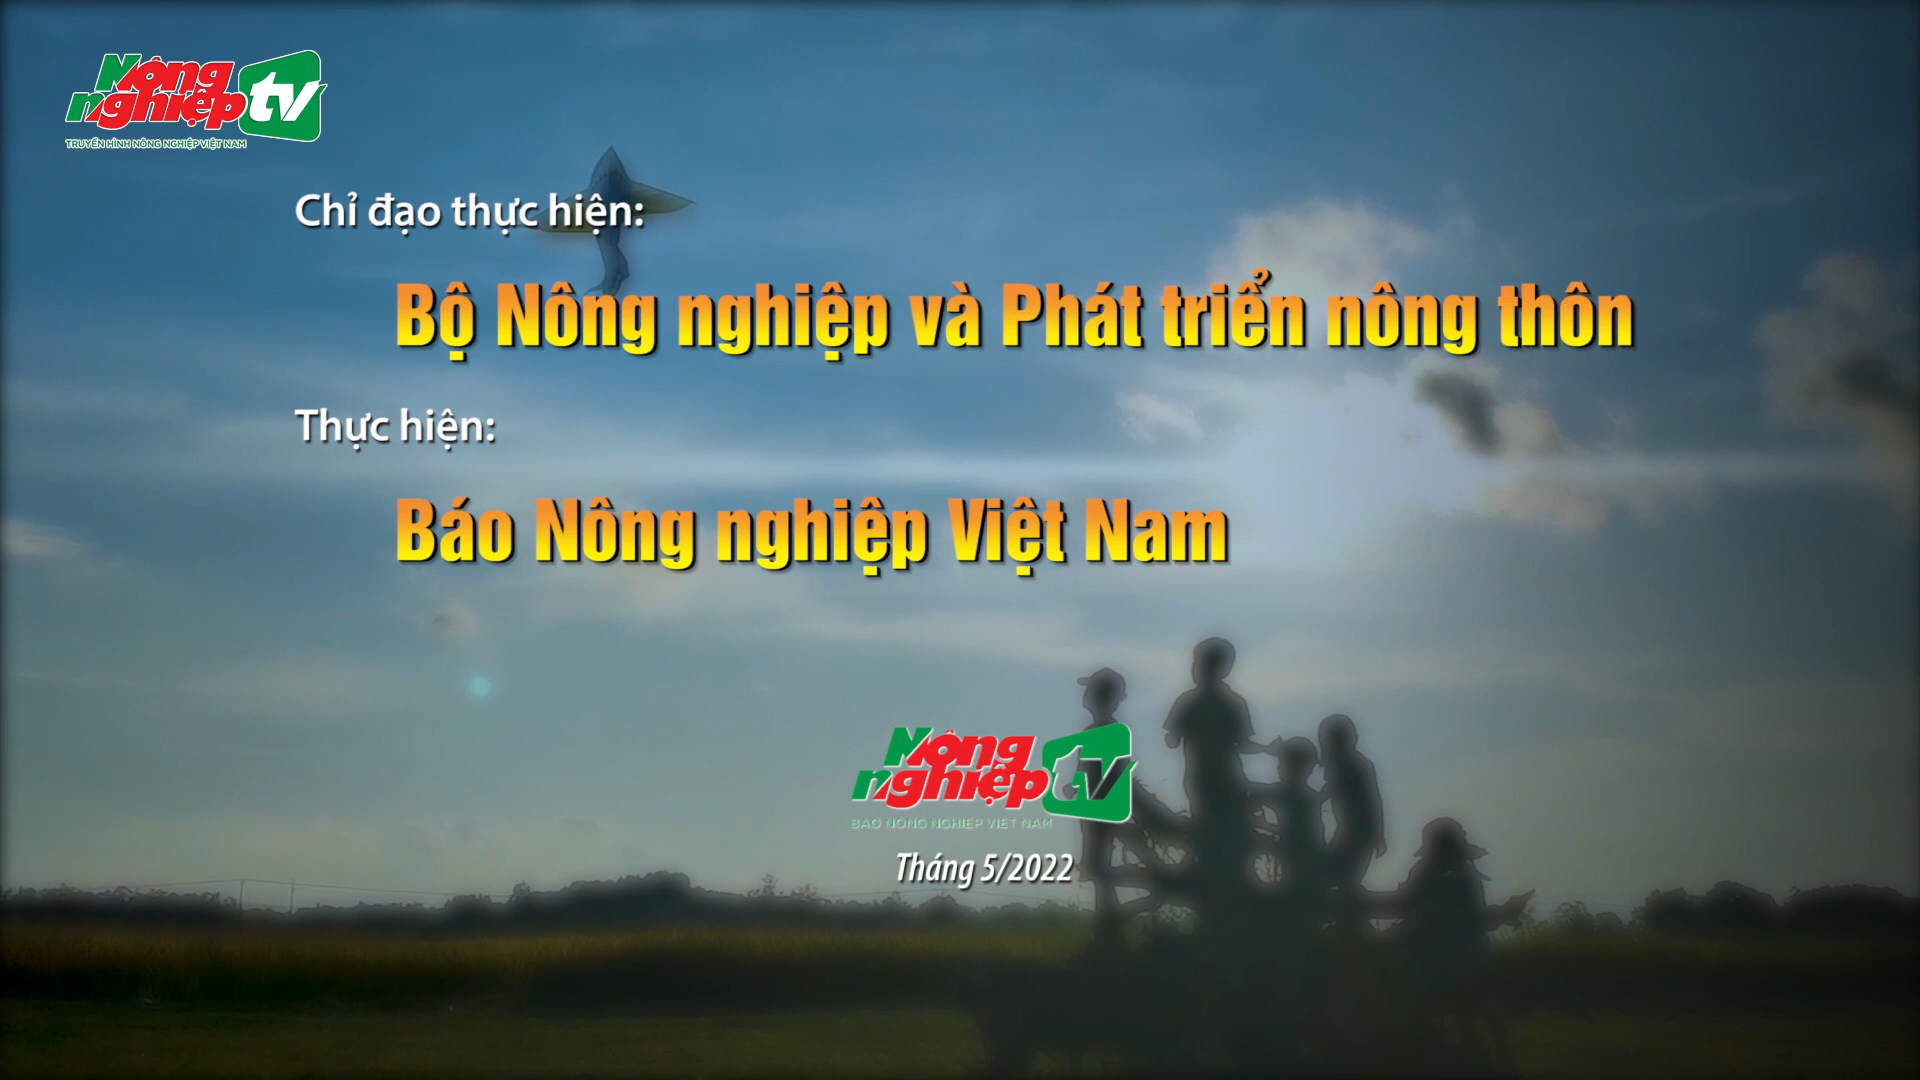 Nông
nghiệp tv
TRUYỀN HÌNH NÔNG NGHIỆP VIỆT NAM
Chỉ đạo thực hiện:
Bộ Nông nghiệp và Phát triển nông thôn
Thực hiện:
Báo Nông nghiệp Việt Nam
Nông
nghiệp tv
BÁO NÔNG NGHIỆP VIỆT NAM
Tháng 5/2022